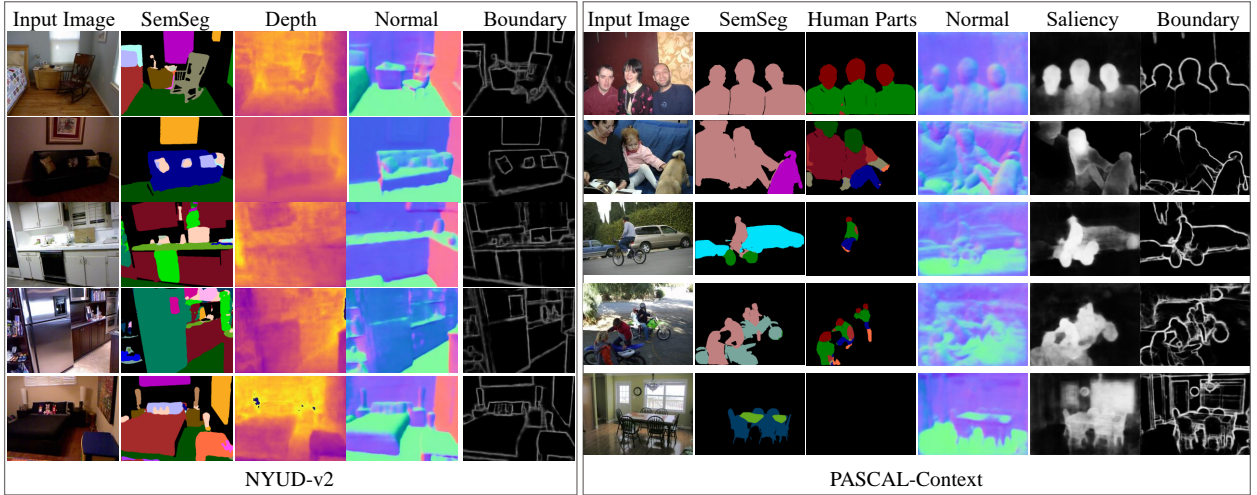 Input Image SemSeg Depth Normal Boundary
Input Image SemSeg Human Parts Normal Saliency Boundary
NYUD-v2
PASCAL-Context